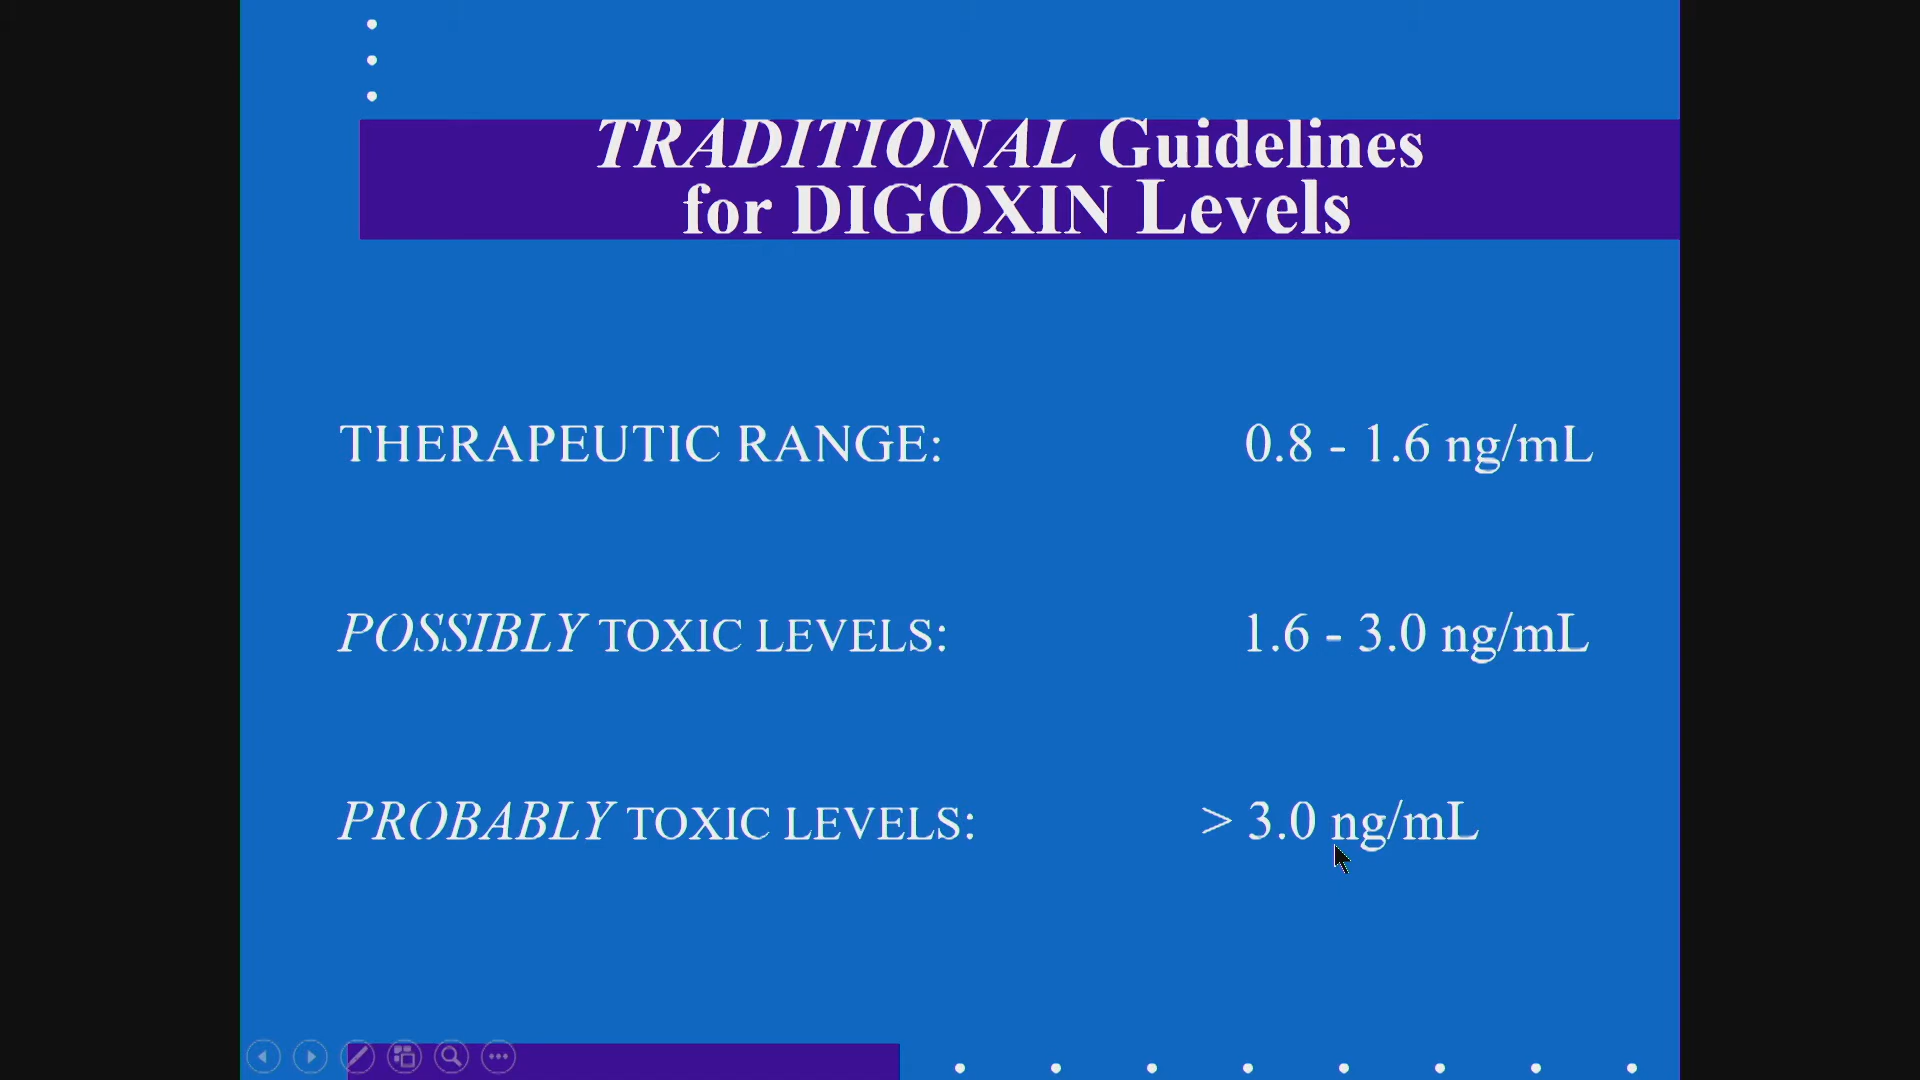 TRADITIONAL Guidelines
for DIGOXIN Levels
THERAPEUTIC RANGE: 0.8 - 1.6 ng/mL
POSSIBLY TOXIC LEVELS: 1.6 - 3.0 ng/mL
PROBABLY TOXIC LEVELS: > 3.0 ng/mL